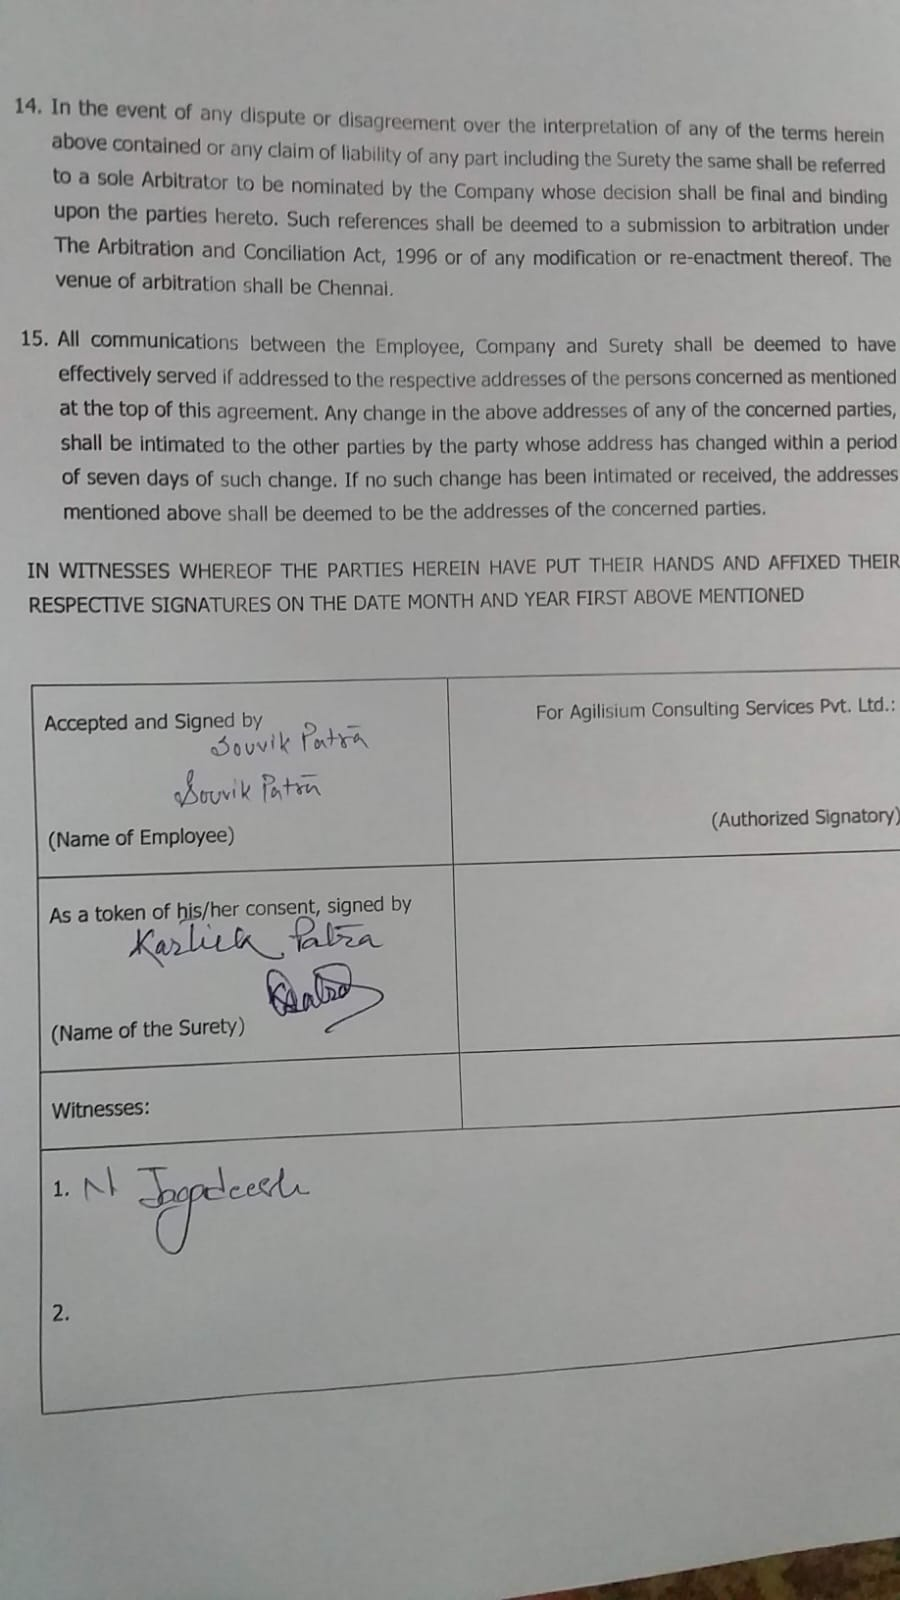 14. In the event of any dispute or disagreement over the interpretation of any of the terms herein
above contained or any claim of liability of any part including the Surety the same shall be referred
to a sole Arbitrator to be nominated by the Company whose decision shall be final and binding
upon the parties hereto. Such references shall be deemed to a submission to arbitration under
The Arbitration and Conciliation Act, 1996 or of any modification or re-enactment thereof. The
venue of arbitration shall be Chennai.
15. All communications between the Employee, Company and Surety shall be deemed to have
effectively served if addressed to the respective addresses of the persons concerned as mentioned
at the top of this agreement. Any change in the above addresses of any of the concerned parties,
shall be intimated to the other parties by the party whose address has changed within a period
of seven days of such change. If no such change has been intimated or received, the addresses
mentioned above shall be deemed to be the addresses of the concerned parties.
IN WITNESSES WHEREOF THE PARTIES HEREIN HAVE PUT THEIR HANDS AND AFFIXED THEIR
RESPECTIVE SIGNATURES ON THE DATE MONTH AND YEAR FIRST ABOVE MENTIONED
Accepted and Signed by
Souvik Patra
Souvik Patra
(Name of Employee)
For Agilisium Consulting Services Pvt. Ltd.:
(Authorized Signatory)
As a token of his/her consent, signed by
Kartick Patra
KPatra
(Name of the Surety)
Witnesses:
1. N Jagadeesh
2.